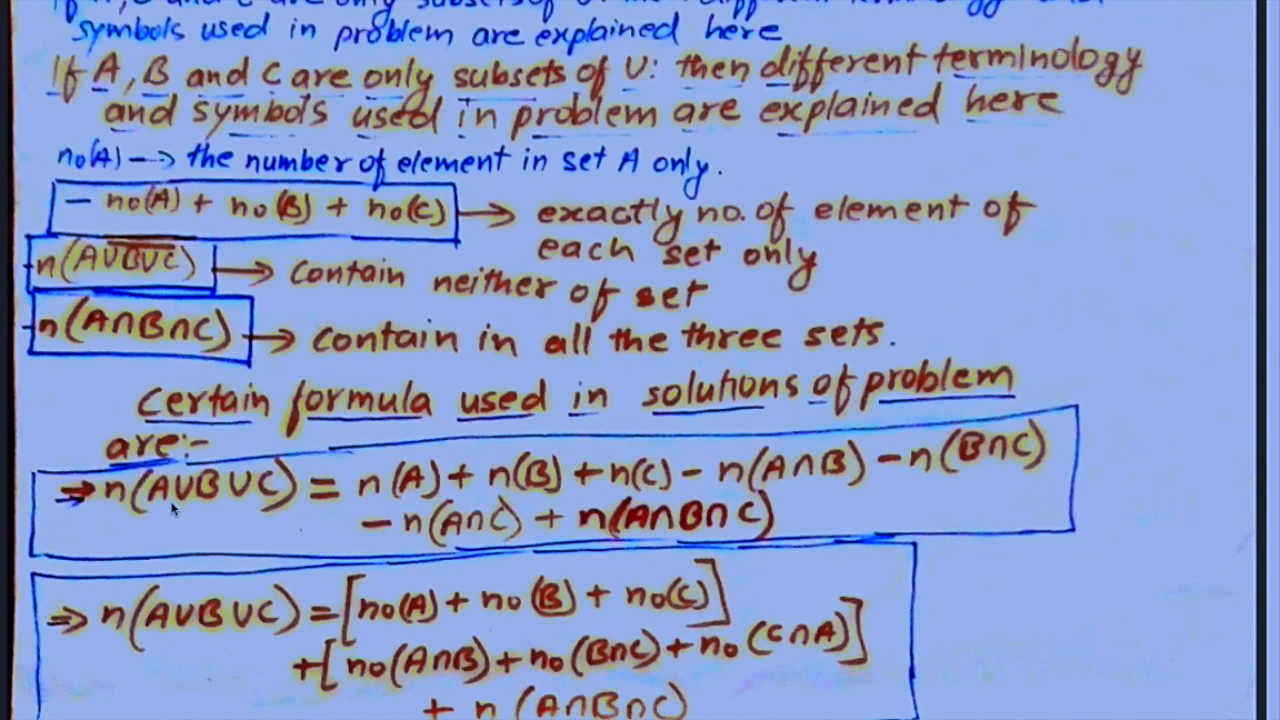 symbols used in problem are explained here
If A, B and C are only subsets of U: then different terminology
and symbols used in problem are explained here
no(A) —> the number of element in set A only.
- no(A) + no(B) + no(C) → exactly no. of element of
each set only
n(A∪B∪C) → contain neither of set
n(A∩B∩C) → contain in all the three sets.
Certain formula used in solutions of problem
are:-
⇒ n(A∪B∪C) = n(A) + n(B) + n(C) - n(A∩B) - n(B∩C)
- n(A∩C) + n(A∩B∩C)
⇒ n(A∪B∪C) = [no(A) + no(B) + no(C)]
+[no(A∩B) + no(B∩C) + no(C∩A)]
+ n(A∩B∩C)